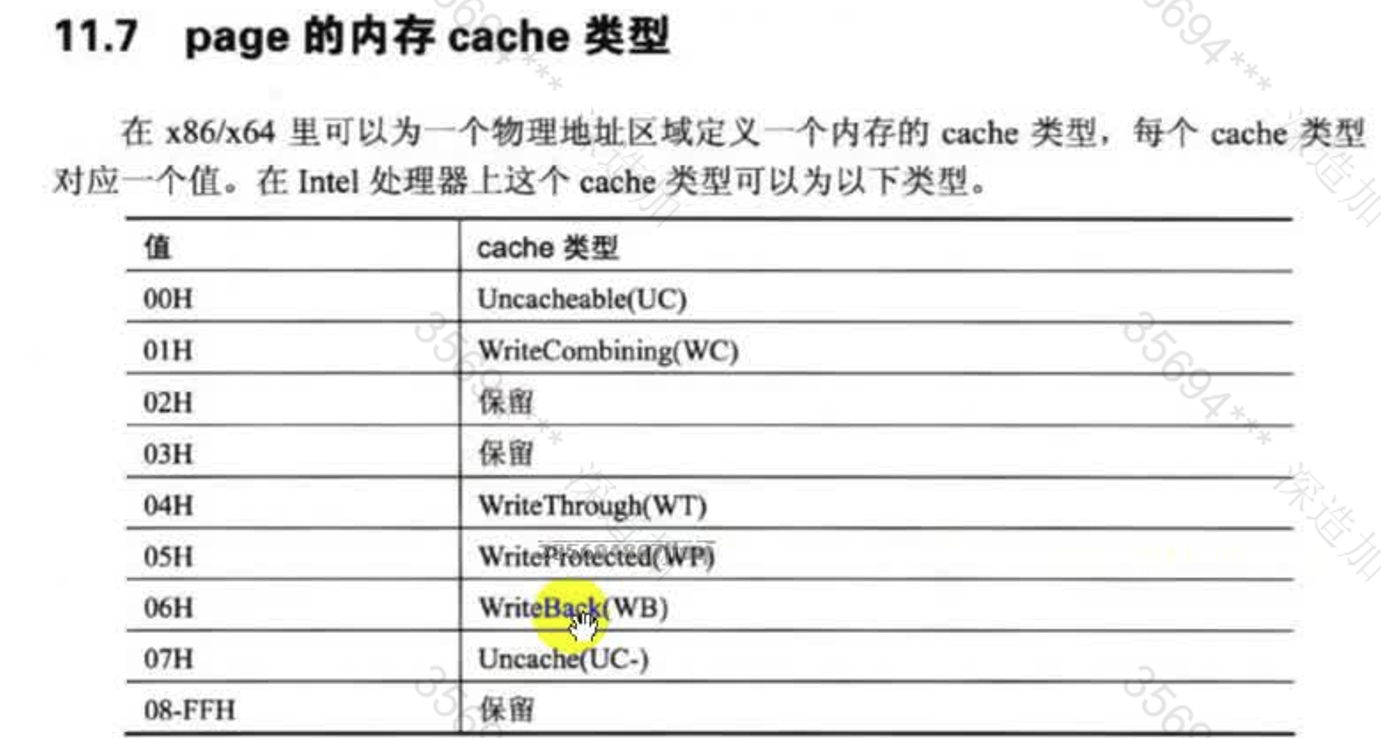 11.7 page 的内存 cache 类型
在 x86/x64 里可以为一个物理地址区域定义一个内存的 cache 类型，每个 cache 类型
对应一个值。在 Intel 处理器上这个 cache 类型可以为以下类型。
值 cache 类型
00H Uncacheable(UC)
01H WriteCombining(WC)
02H 保留
03H 保留
04H WriteThrough(WT)
05H WriteProtected(WP)
06H WriteBack(WB)
07H Uncache(UC-)
08-FFH 保留
35694***
深造加